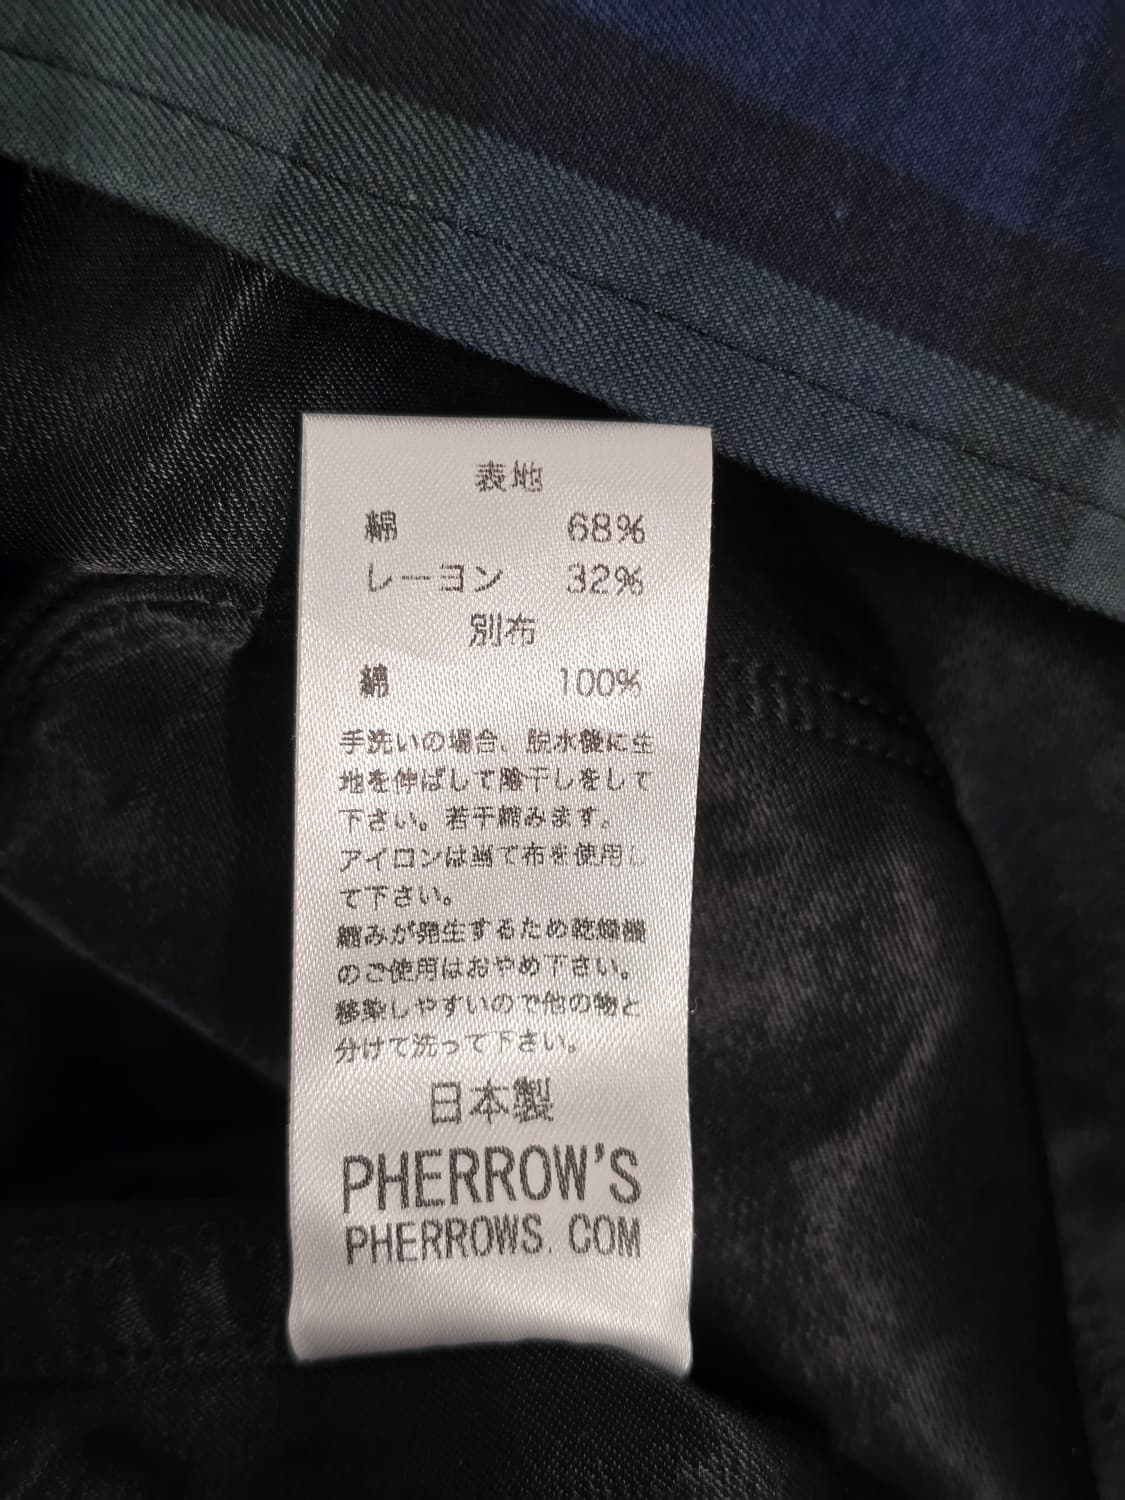 表地
綿 68%
レーヨン 32%
別布
綿 100%
手洗いの場合、脱水後に生
地を伸ばして陰干しをして
下さい。若干縮みます。
アイロンは当て布を使用し
て下さい。
縮みが発生するため乾燥機
のご使用はおやめ下さい。
移染しやすいので他の物と
分けて洗って下さい。
日本製
PHERROW'S
PHERROWS.COM